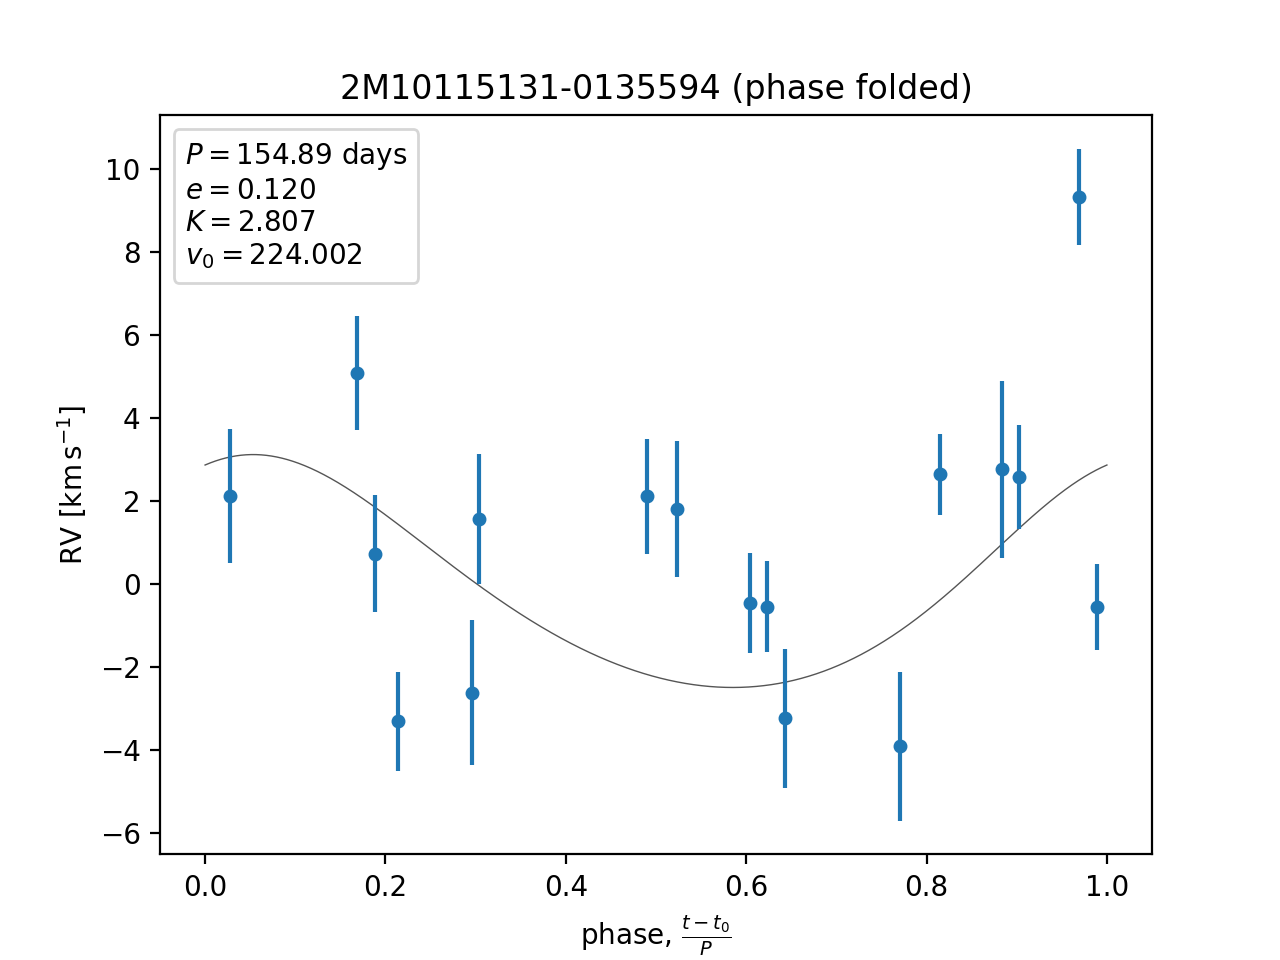 2M10115131-0135594 (phase folded)
P = 154.89 days
e = 0.120
K = 2.807
v₀ = 224.002
10
8
6
4
2
0
−2
−4
−6
RV [km s⁻¹]
0.0 0.2 0.4 0.6 0.8 1.0
phase, (t − t₀)/P